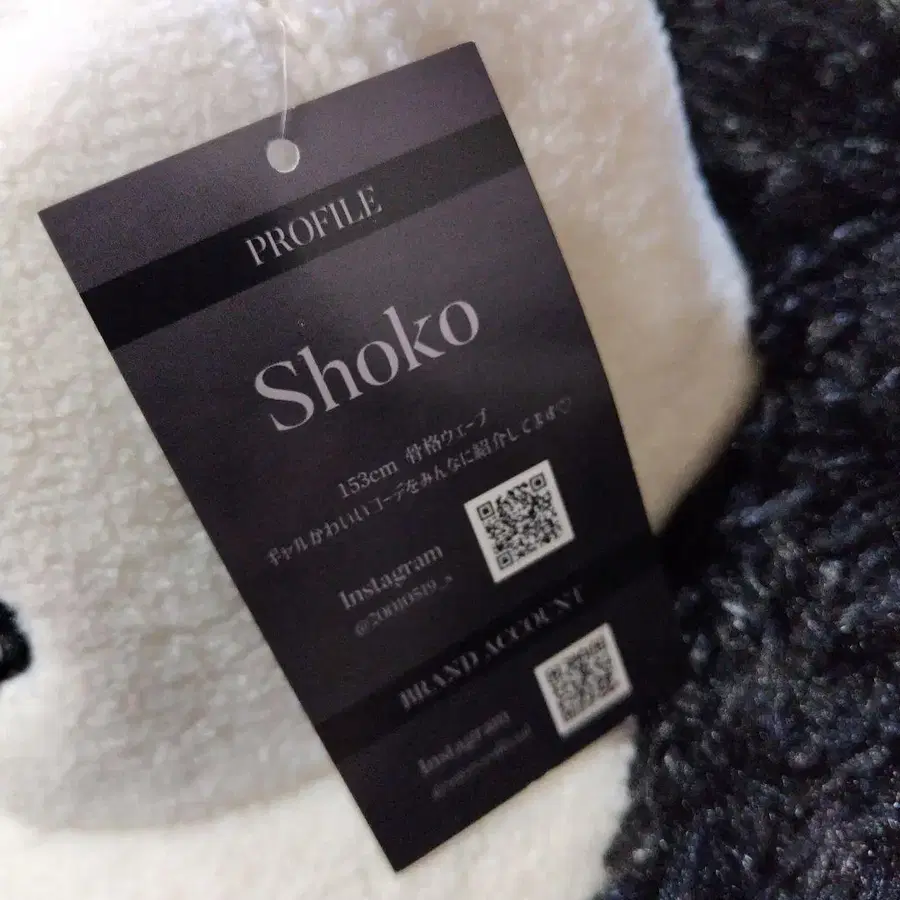 PROFILE
Shoko
153cm 骨格ウェーブ
ギャルかわいいコーデをみんなに紹介してます♡
Instagram
@20010519_s
BRAND ACCOUNT
Instagram